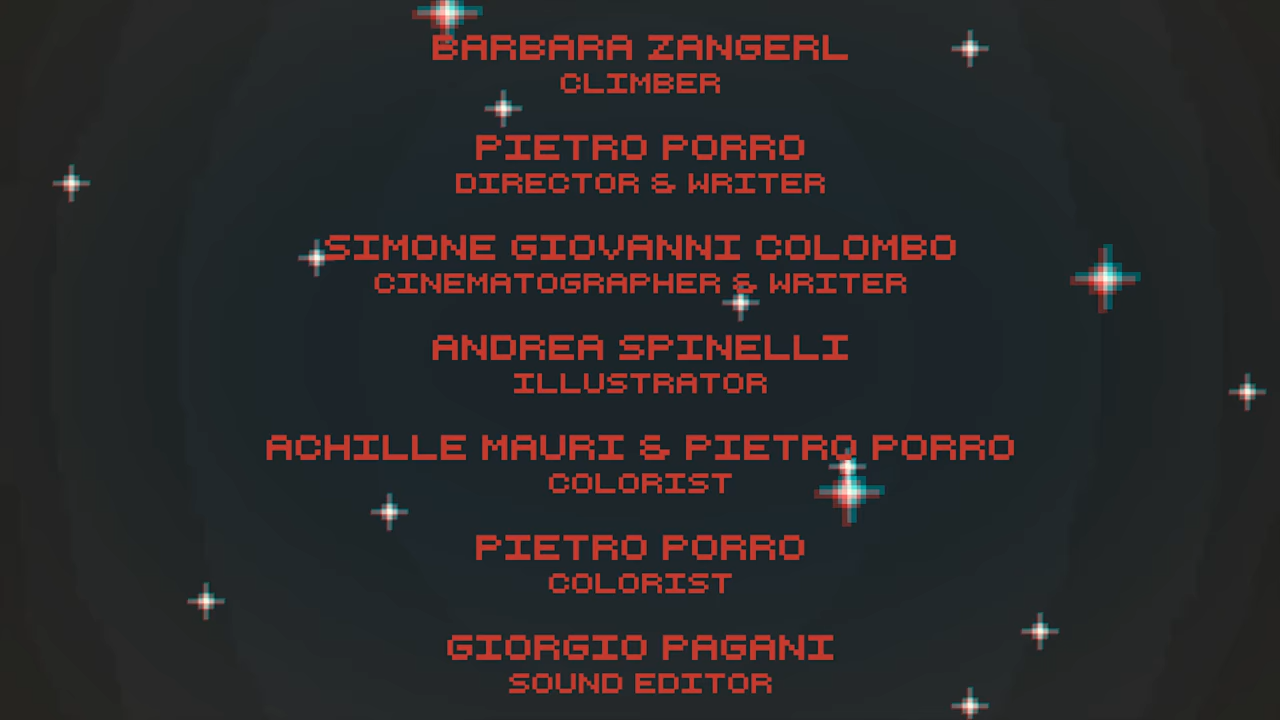 BARBARA ZANGERL
CLIMBER
PIETRO PORRO
DIRECTOR & WRITER
SIMONE GIOVANNI COLOMBO
CINEMATOGRAPHER & WRITER
ANDREA SPINELLI
ILLUSTRATOR
ACHILLE MAURI & PIETRO PORRO
COLORIST
PIETRO PORRO
COLORIST
GIORGIO PAGANI
SOUND EDITOR